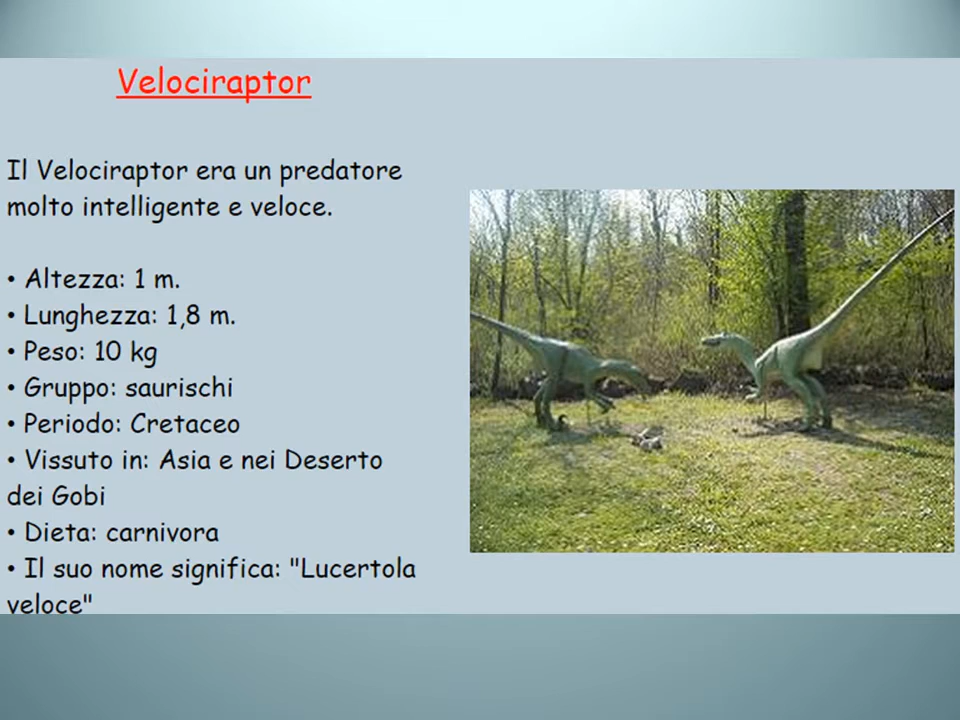 Velociraptor
Il Velociraptor era un predatore
molto intelligente e veloce.
• Altezza: 1 m.
• Lunghezza: 1,8 m.
• Peso: 10 kg
• Gruppo: saurischi
• Periodo: Cretaceo
• Vissuto in: Asia e nei Deserto
dei Gobi
• Dieta: carnivora
• Il suo nome significa: "Lucertola
veloce"